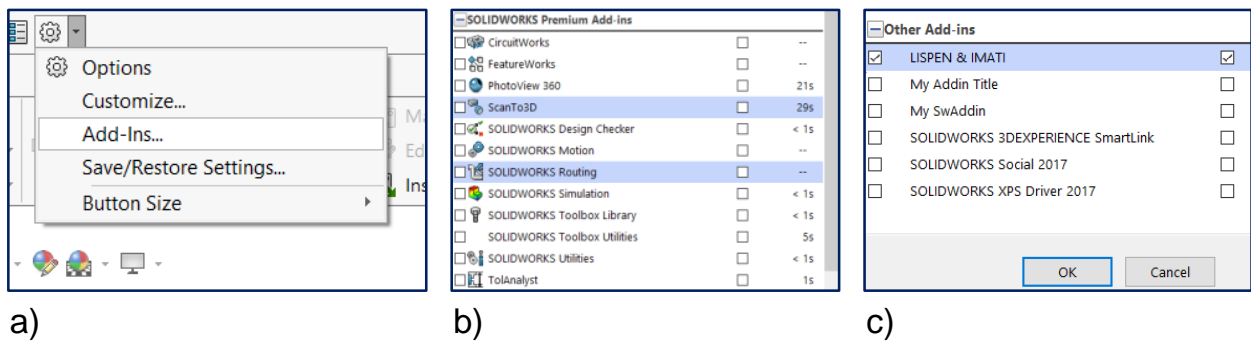 Options
Customize...
Add-Ins...
Save/Restore Settings...
Button Size
Ma
Ed
Ins
a)
SOLIDWORKS Premium Add-ins
CircuitWorks --
FeatureWorks --
PhotoView 360 21s
ScanTo3D 29s
SOLIDWORKS Design Checker < 1s
SOLIDWORKS Motion --
SOLIDWORKS Routing --
SOLIDWORKS Simulation < 1s
SOLIDWORKS Toolbox Library < 1s
SOLIDWORKS Toolbox Utilities 5s
SOLIDWORKS Utilities < 1s
TolAnalyst 1s
b)
Other Add-ins
LISPEN & IMATI
My Addin Title
My SwAddin
SOLIDWORKS 3DEXPERIENCE SmartLink
SOLIDWORKS Social 2017
SOLIDWORKS XPS Driver 2017
OK Cancel
c)